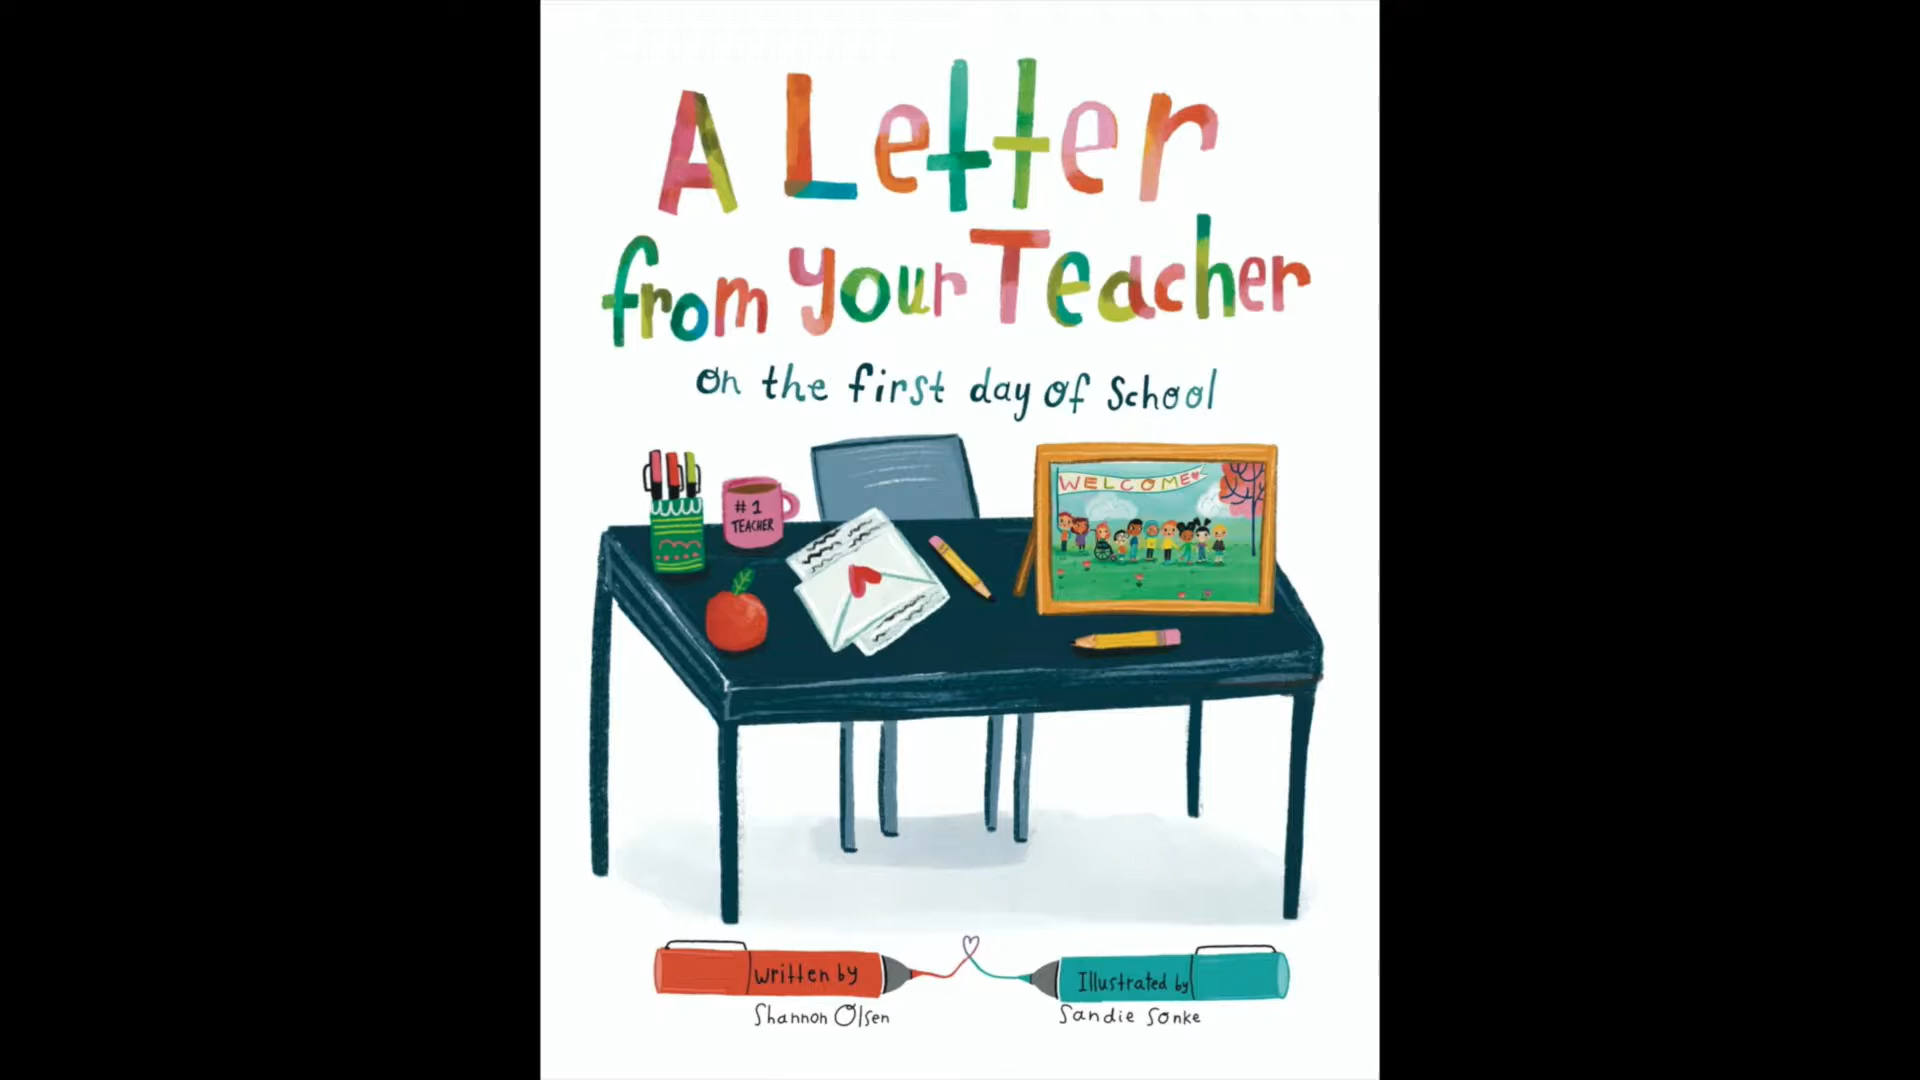 A Letter
from your Teacher
on the first day of School
WELCOME
#1
TEACHER
written by
Shannon Olsen
Illustrated by
Sandie Sonke